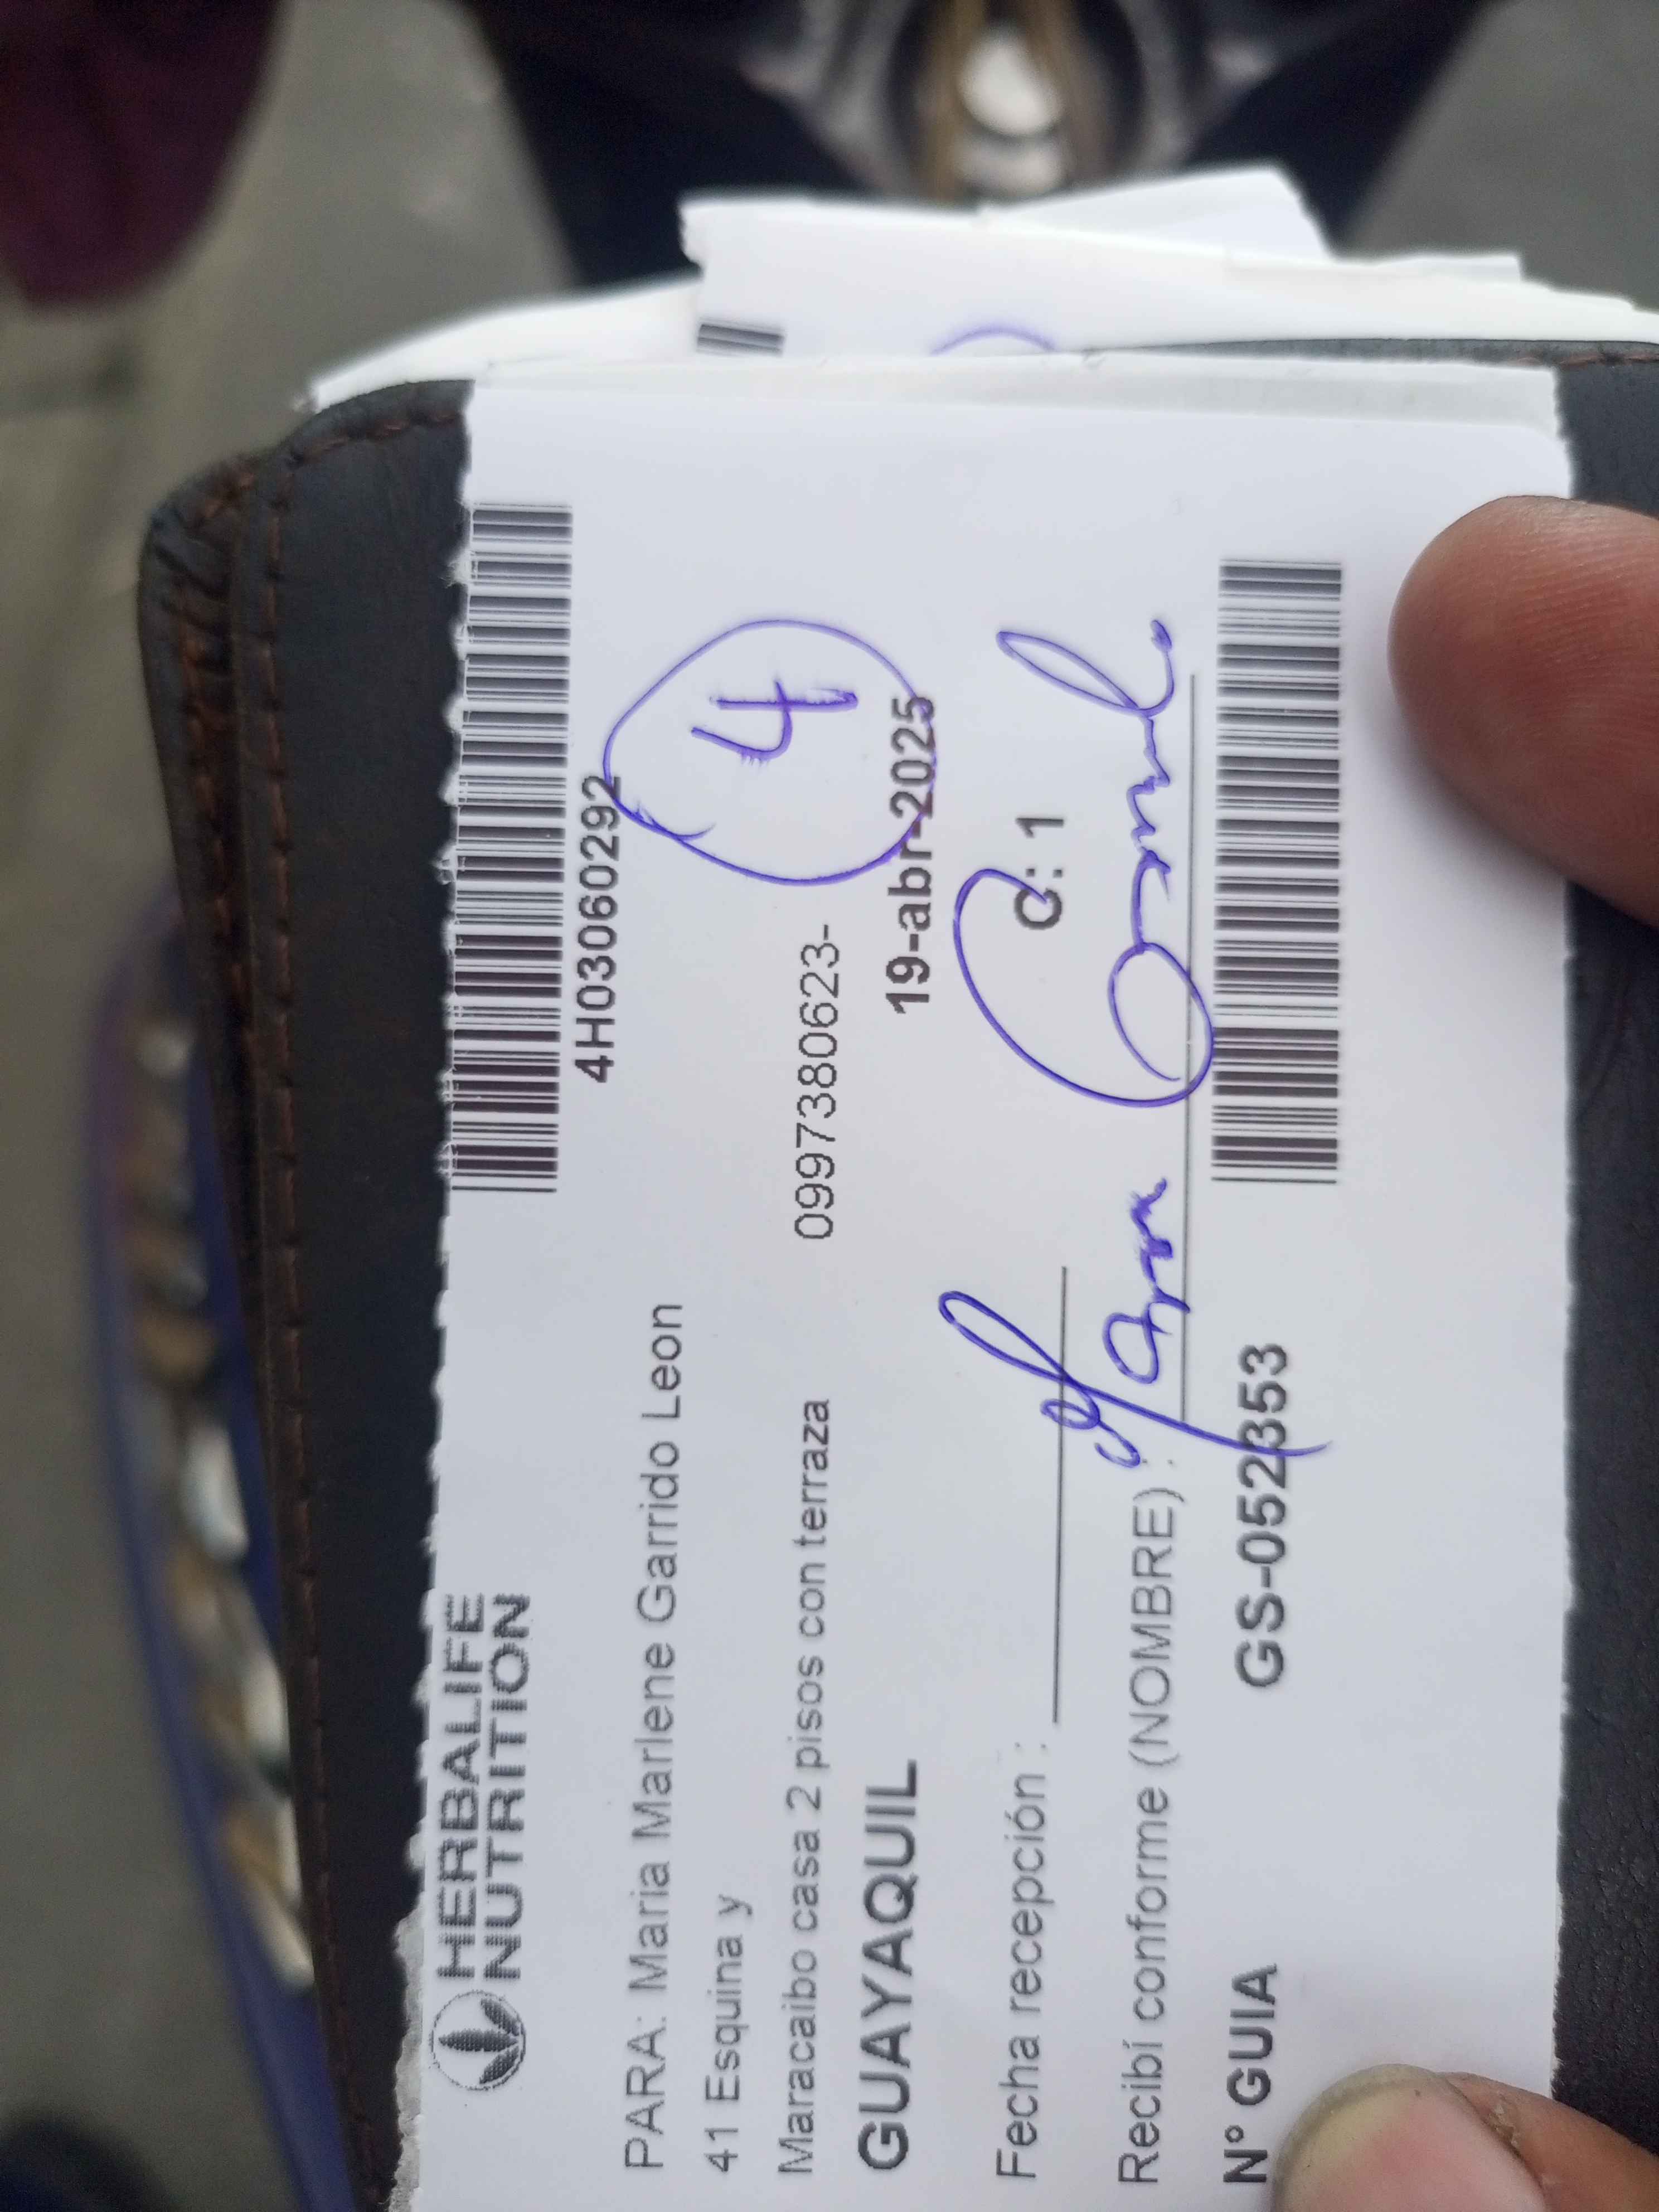 HERBALIFE
NUTRITION
4H03060292
PARA: Maria Marlene Garrido Leon
41 Esquina y
4
Maracaibo casa 2 pisos con terraza 0997380623-
GUAYAQUIL 19-abr-2025
Fecha recepción : C: 1
Recibí conforme (NOMBRE) :
N° GUIA GS-052353